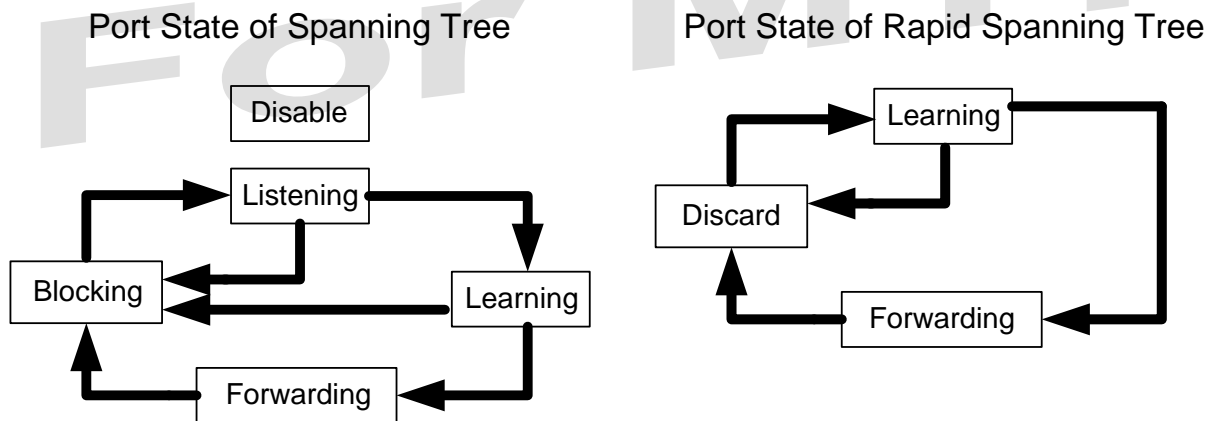 Port State of Spanning Tree
Disable
Listening
Blocking
Learning
Forwarding
Port State of Rapid Spanning Tree
Learning
Discard
Forwarding
For